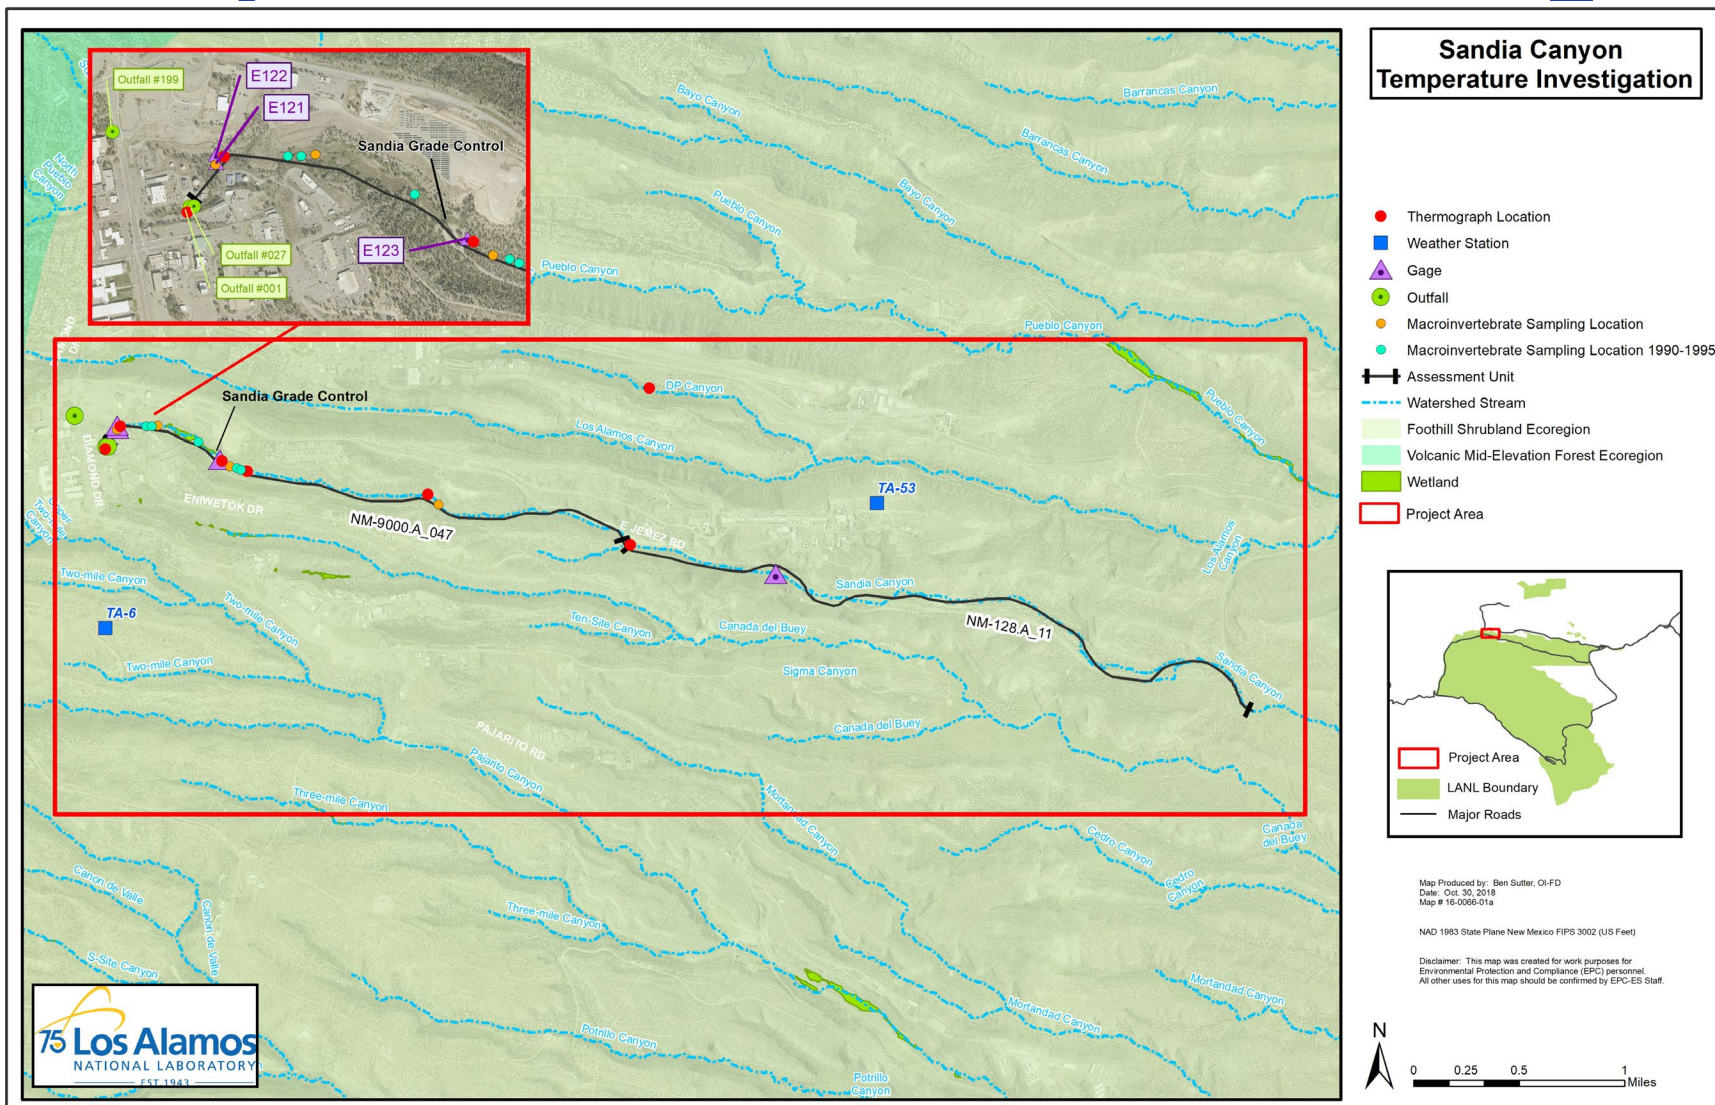 Sandia Canyon
Temperature Investigation
Outfall #199
E122
E121
Sandia Grade Control
E123
Outfall #027
Outfall #001
North
Pueblo
Canyon
Bayo Canyon
Barrancas Canyon
Barrancas Canyon
Bayo Canyon
Pueblo Canyon
Pueblo Canyon
Pueblo Canyon
Pueblo Canyon
DP Canyon
Los Alamos Canyon
Sandia Grade Control
DIAMOND DR
ENIWETOK DR
NM-9000.A_047
TA-53
E JEMEZ RD
Los Alamos
Canyon
Upper
Two-mile
Canyon
Two-mile Canyon
TA-6
Two-mile Canyon
Two-mile Canyon
Ten-Site Canyon
Canada del Buey
Sandia Canyon
NM-128.A_11
Sandia Canyon
Sigma Canyon
Canada del Buey
PAJARITO RD
Pajarito Canyon
Three-mile Canyon
Mortandad Canyon
Cedro Canyon
Canada
del Buey
Cedro
Canyon
Canon de Valle
Canon de Valle
Three-mile Canyon
S-Site Canyon
Mortandad Canyon
Mortandad Canyon
Potrillo Canyon
Potrillo
Canyon
75 Los Alamos
NATIONAL LABORATORY
EST.1943
Thermograph Location
Weather Station
Gage
Outfall
Macroinvertebrate Sampling Location
Macroinvertebrate Sampling Location 1990-1995
Assessment Unit
Watershed Stream
Foothill Shrubland Ecoregion
Volcanic Mid-Elevation Forest Ecoregion
Wetland
Project Area
Project Area
LANL Boundary
Major Roads
Map Produced by: Ben Sutter, OI-FD
Date: Oct. 30, 2018
Map # 16-0066-01a
NAD 1983 State Plane New Mexico FIPS 3002 (US Feet)
Disclaimer: This map was created for work purposes for
Environmental Protection and Compliance (EPC) personnel.
All other uses for this map should be confirmed by EPC-ES Staff.
N
0 0.25 0.5 1
Miles